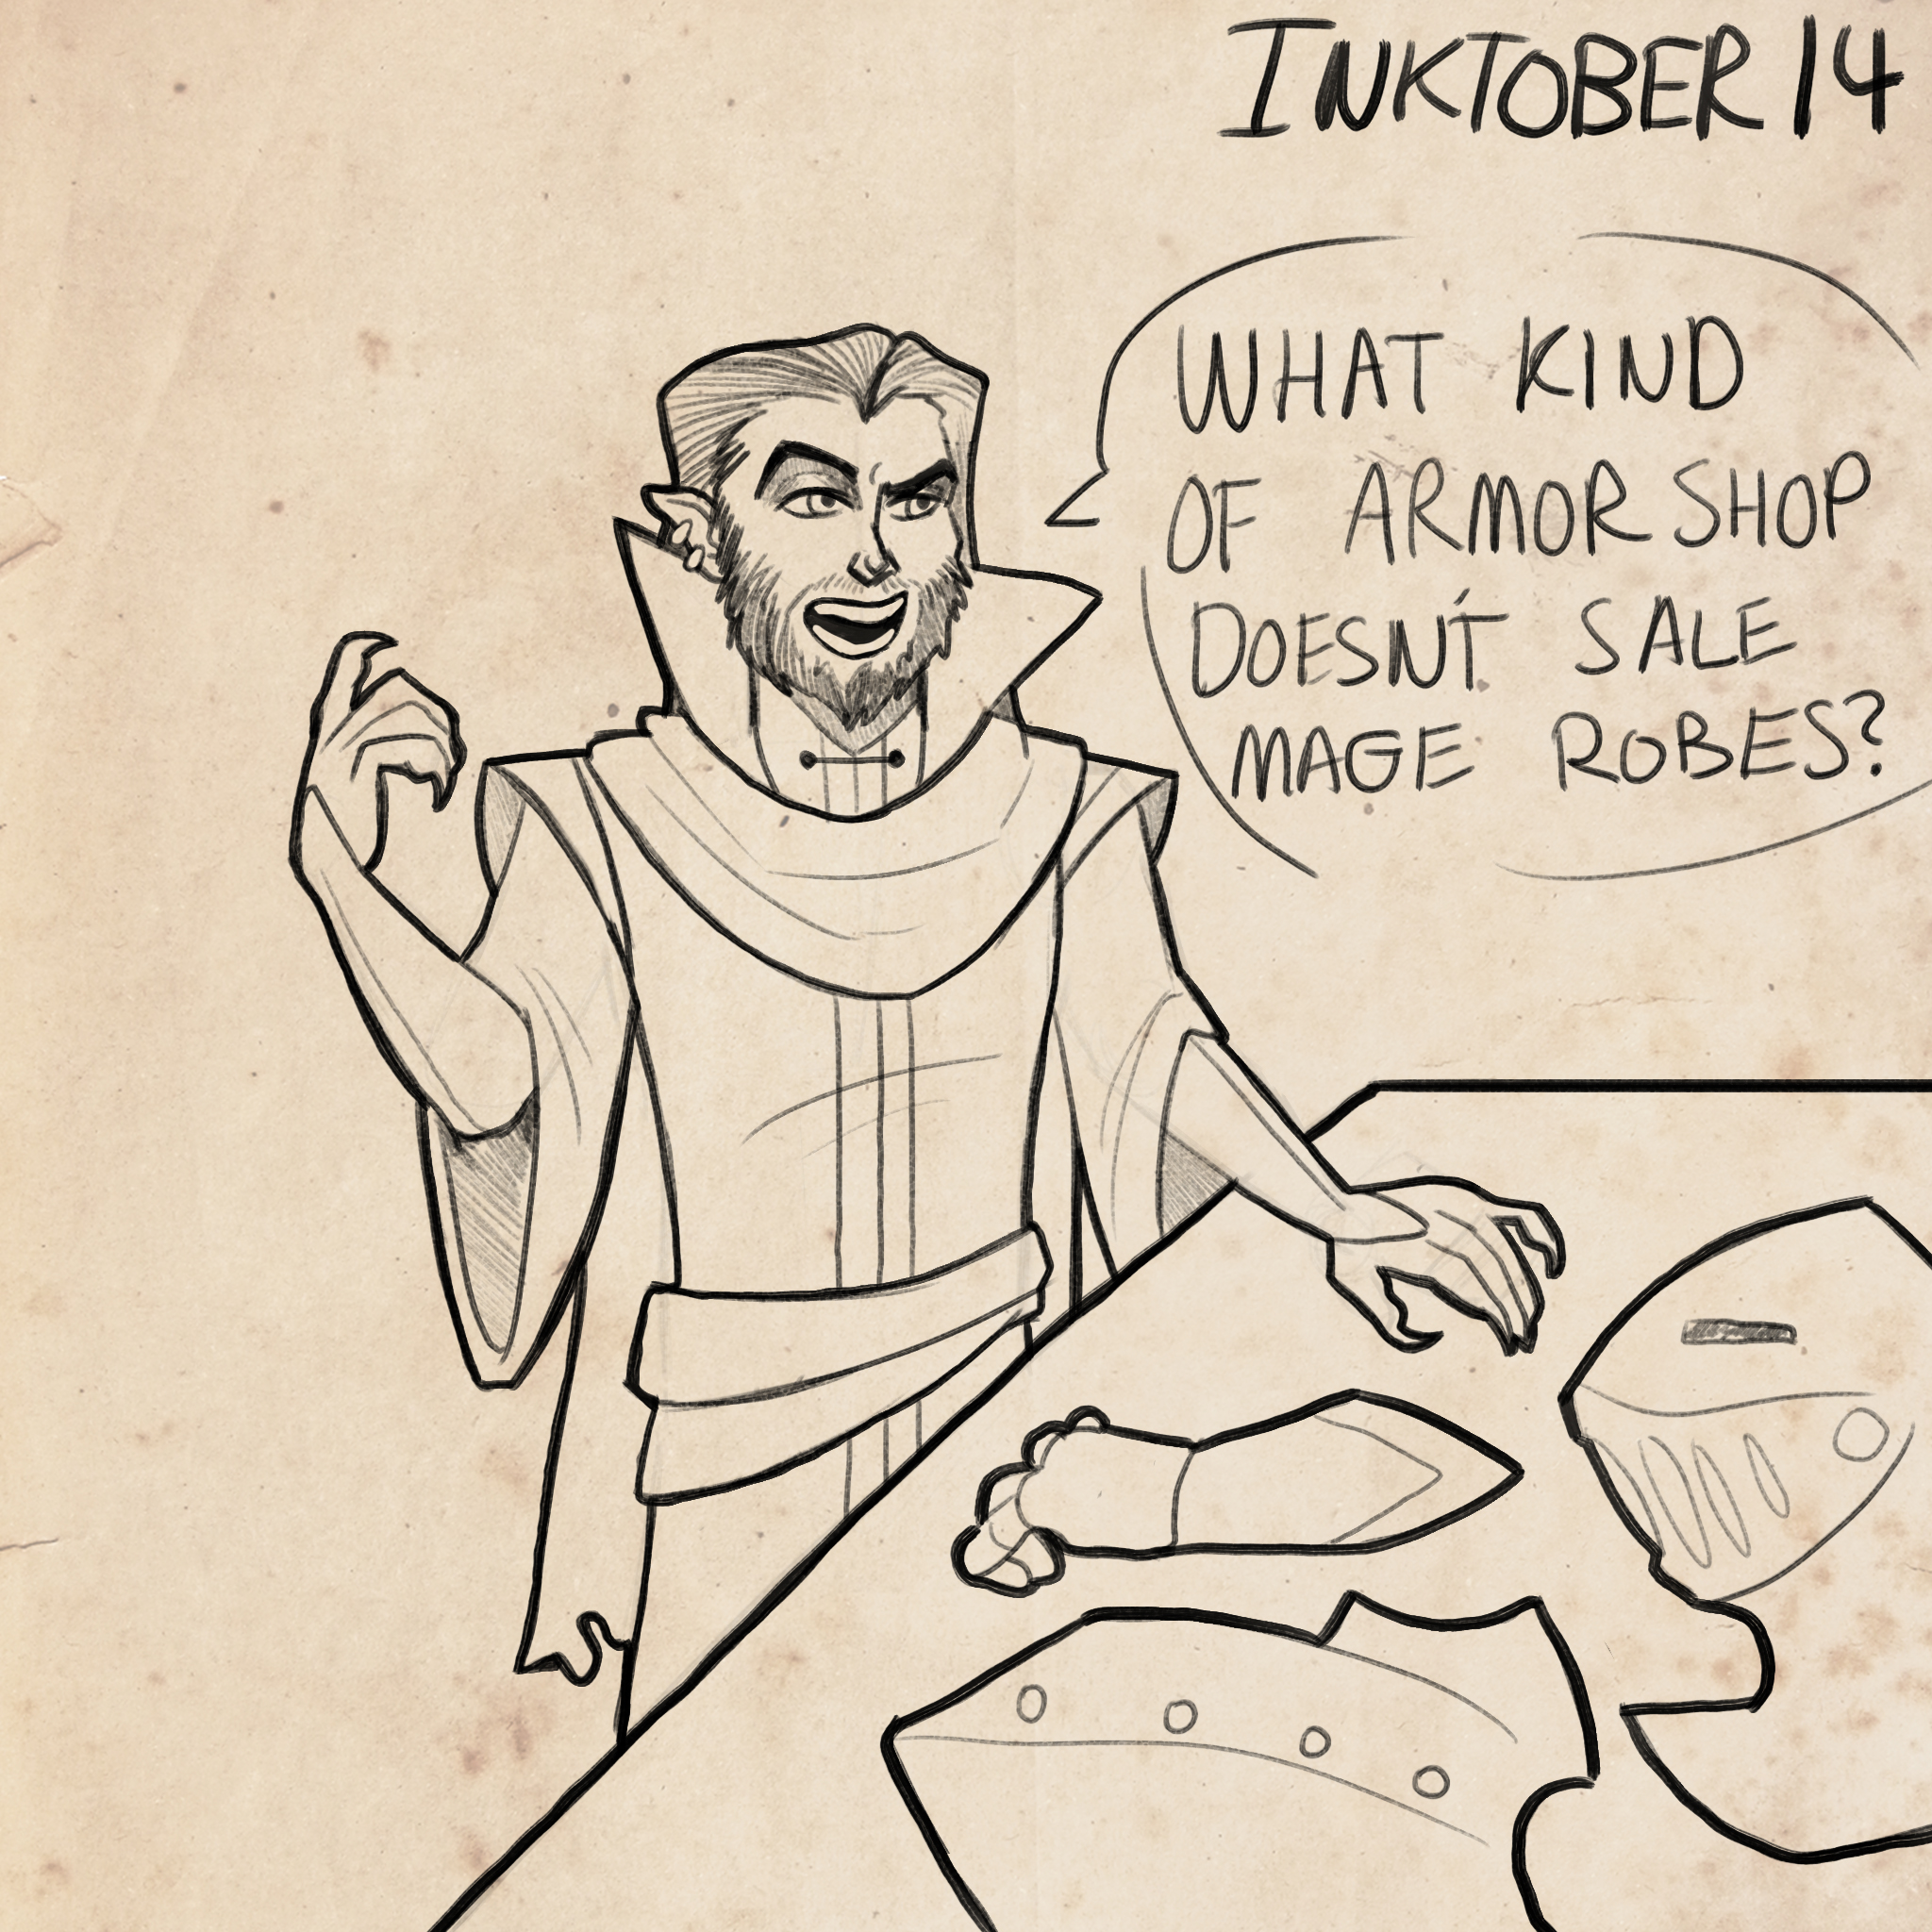 INKTOBER 14
WHAT KIND
OF ARMOR SHOP
DOESN'T SALE
MAGE ROBES?